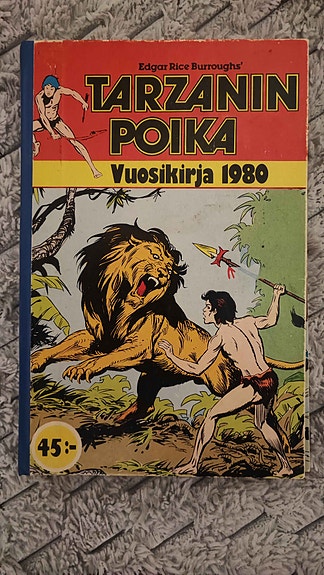 Edgar Rice Burroughs'
TARZANIN
POIKA
Vuosikirja 1980
45:-